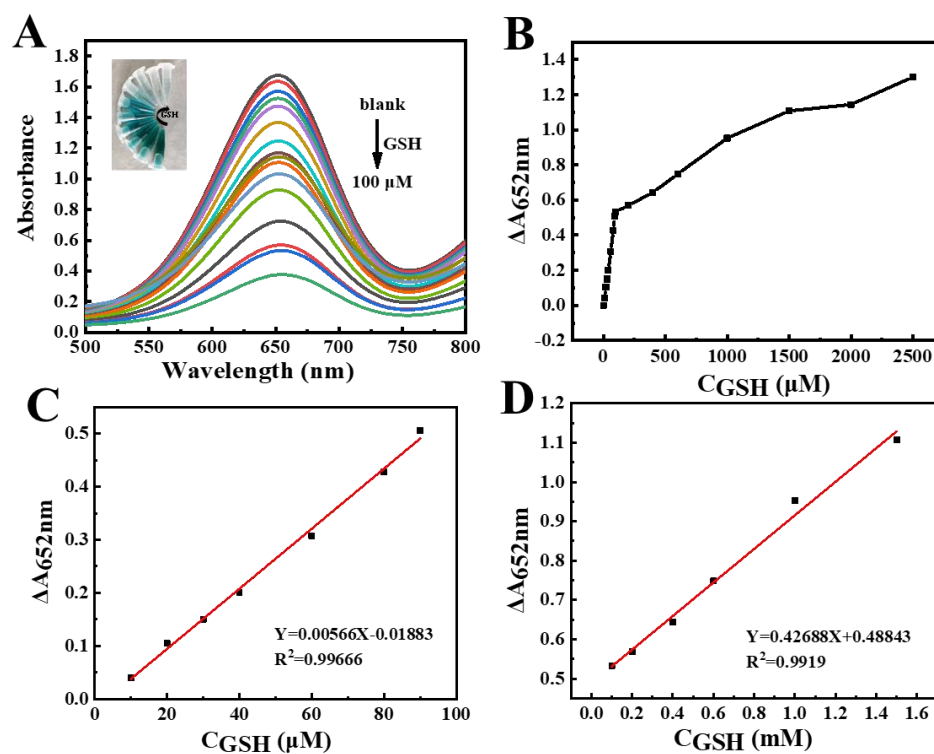 A
1.8
1.6
1.4
1.2
1.0
0.8
0.6
0.4
0.2
0.0
Absorbance
GSH
blank
GSH
100 μM
500 550 600 650 700 750 800
Wavelength (nm)
B
1.4
1.2
1.0
0.8
0.6
0.4
0.2
0.0
-0.2
ΔA652nm
0 500 1000 1500 2000 2500
CGSH (μM)
C
0.5
0.4
0.3
0.2
0.1
0.0
ΔA652nm
Y=0.00566X-0.01883
R²=0.99666
0 20 40 60 80 100
CGSH (μM)
D
1.2
1.1
1.0
0.9
0.8
0.7
0.6
0.5
ΔA652nm
Y=0.42688X+0.48843
R²=0.9919
0.0 0.2 0.4 0.6 0.8 1.0 1.2 1.4 1.6
CGSH (mM)